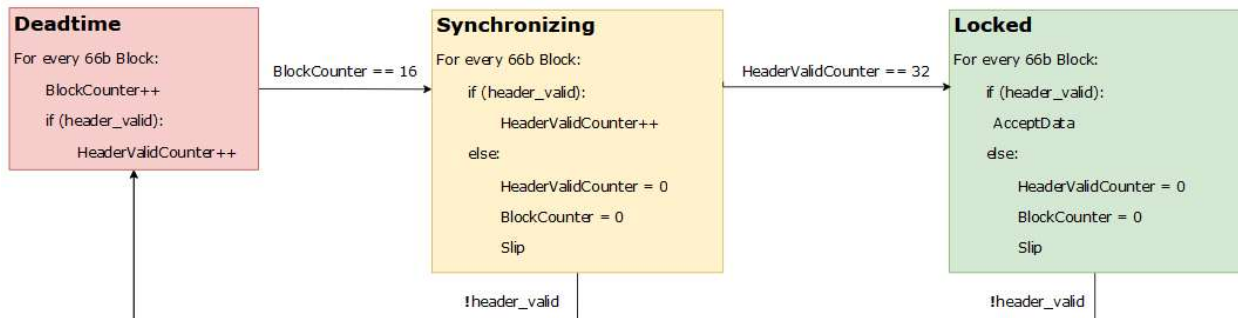 Deadtime
For every 66b Block:
BlockCounter++
if (header_valid):
HeaderValidCounter++
BlockCounter == 16
Synchronizing
For every 66b Block:
if (header_valid):
HeaderValidCounter++
else:
HeaderValidCounter = 0
BlockCounter = 0
Slip
HeaderValidCounter == 32
Locked
For every 66b Block:
if (header_valid):
AcceptData
else:
HeaderValidCounter = 0
BlockCounter = 0
Slip
!header_valid
!header_valid